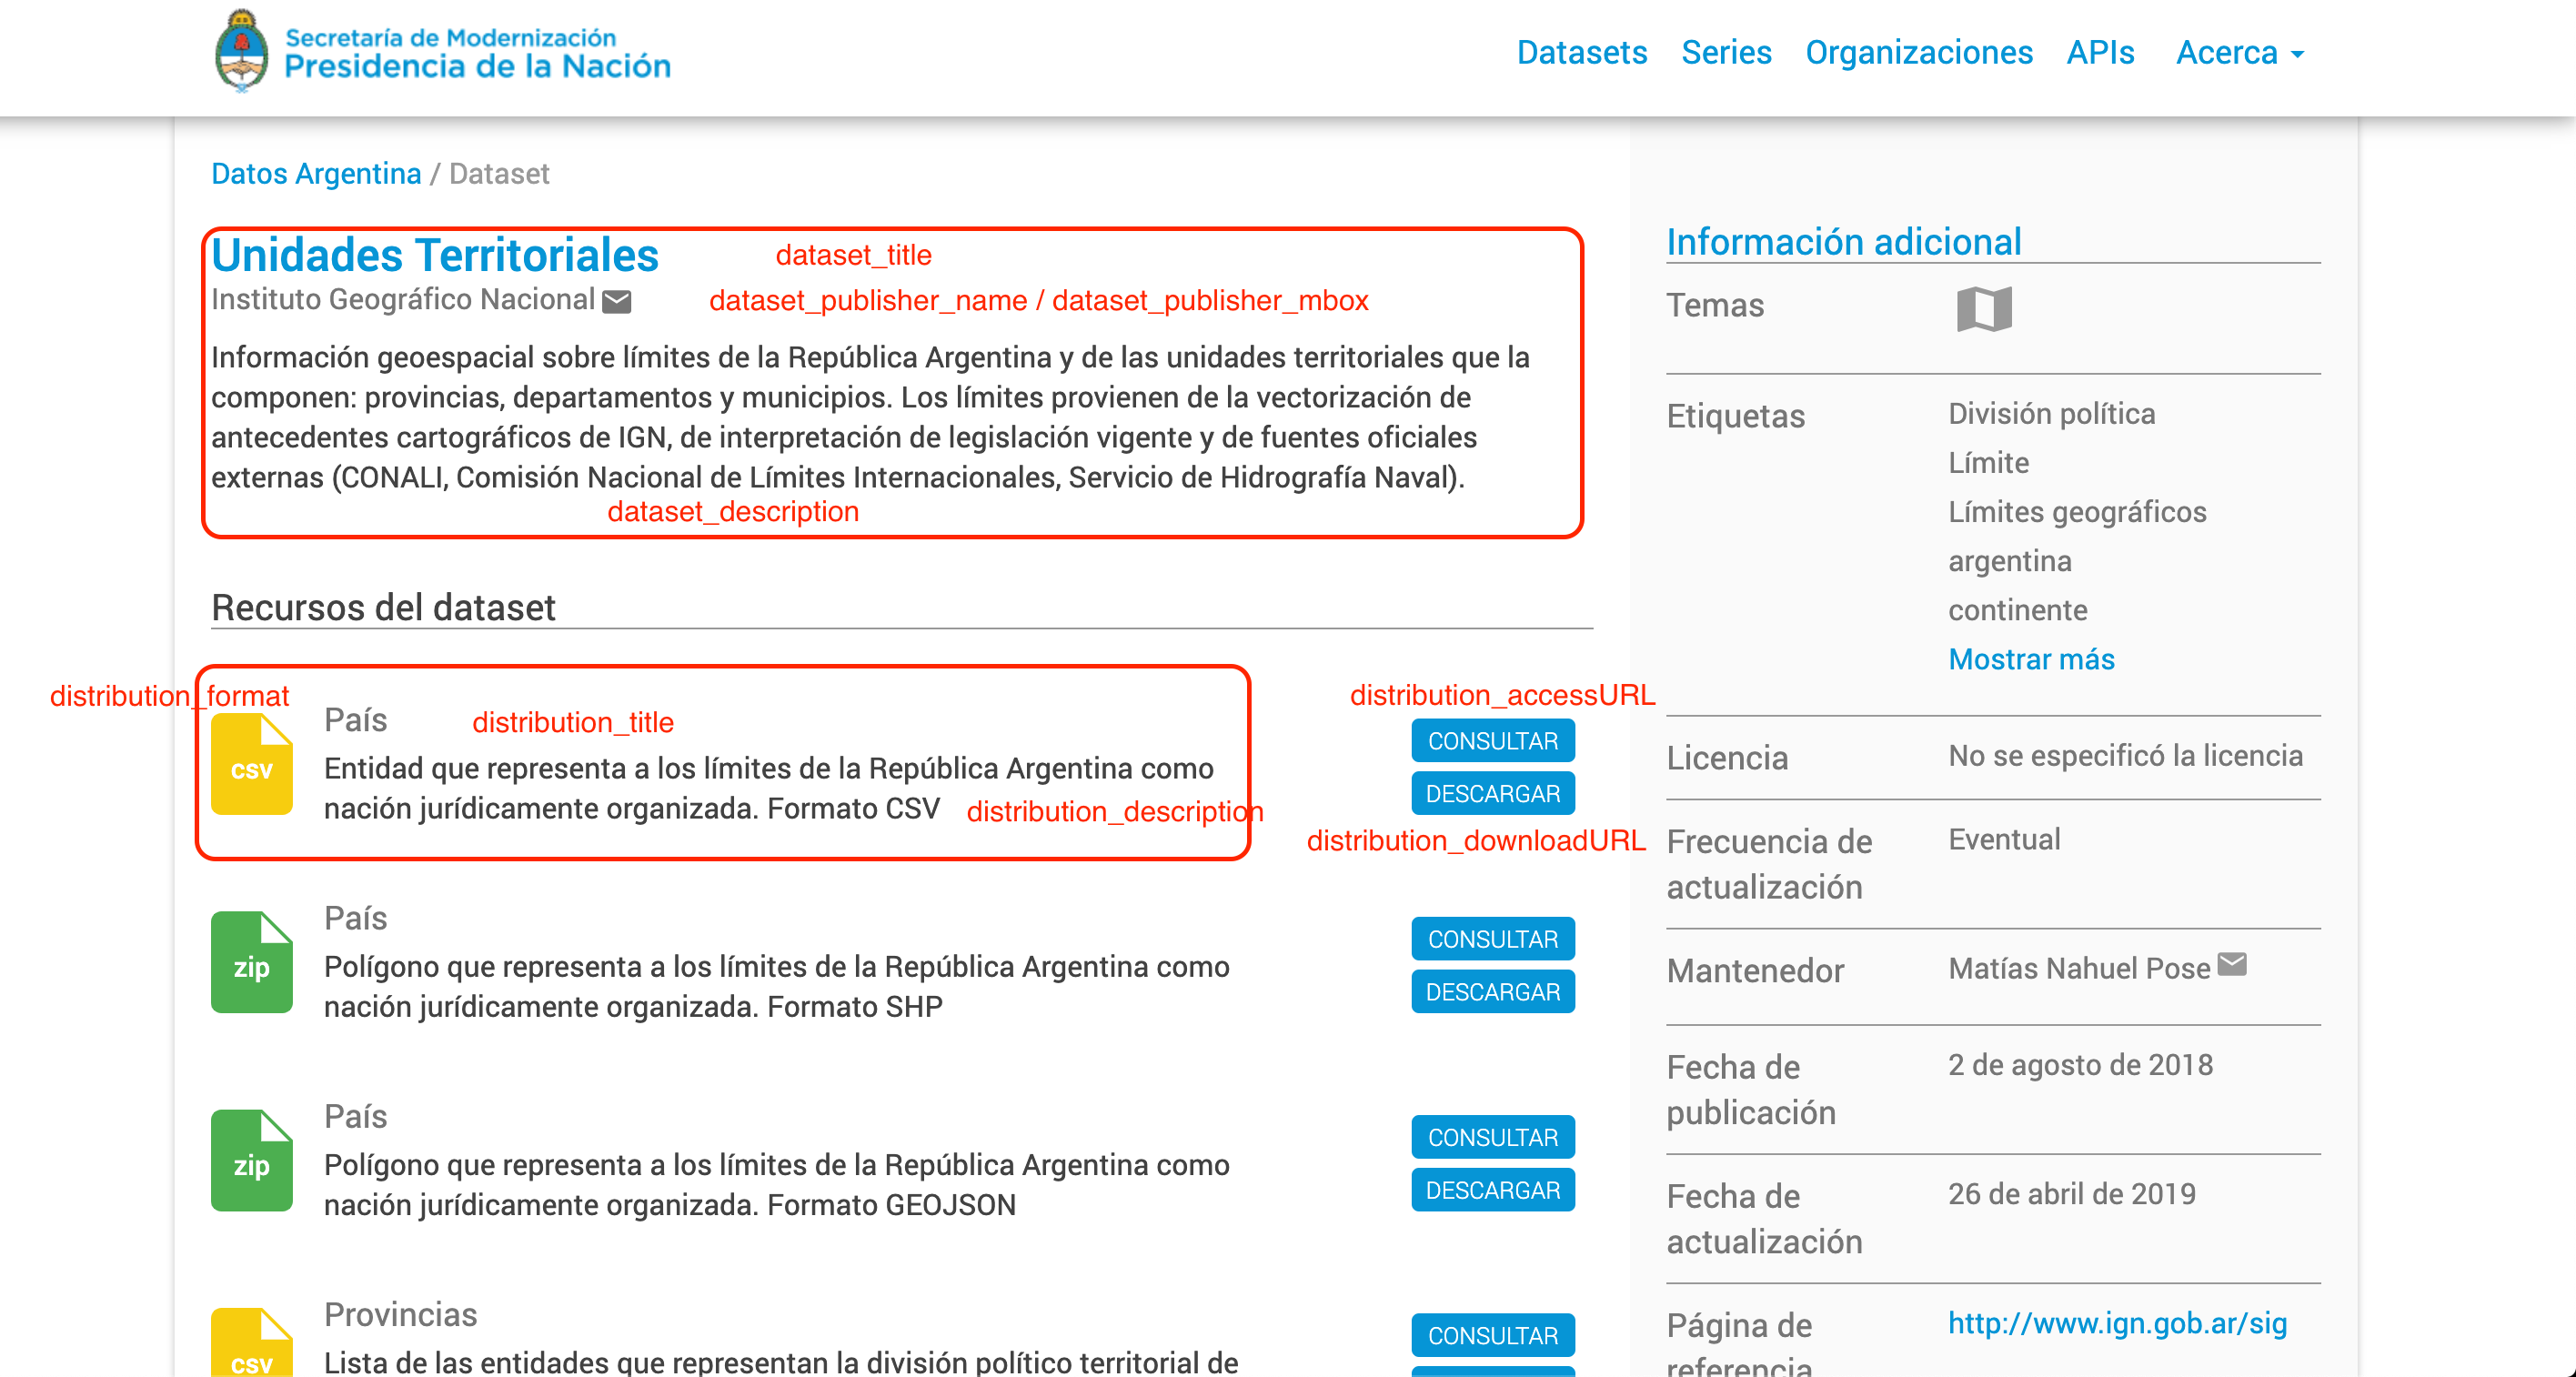 Secretaría de Modernización
Presidencia de la Nación
Datasets Series Organizaciones APIs Acerca
Datos Argentina / Dataset
Unidades Territoriales dataset_title
Instituto Geográfico Nacional dataset_publisher_name / dataset_publisher_mbox
Información geoespacial sobre límites de la República Argentina y de las unidades territoriales que la
componen: provincias, departamentos y municipios. Los límites provienen de la vectorización de
antecedentes cartográficos de IGN, de interpretación de legislación vigente y de fuentes oficiales
externas (CONALI, Comisión Nacional de Límites Internacionales, Servicio de Hidrografía Naval).
dataset_description
Recursos del dataset
distribution_format
País distribution_title
csv
Entidad que representa a los límites de la República Argentina como
nación jurídicamente organizada. Formato CSV distribution_description
distribution_accessURL
CONSULTAR
DESCARGAR
distribution_downloadURL
País
zip
Polígono que representa a los límites de la República Argentina como
nación jurídicamente organizada. Formato SHP
CONSULTAR
DESCARGAR
País
zip
Polígono que representa a los límites de la República Argentina como
nación jurídicamente organizada. Formato GEOJSON
CONSULTAR
DESCARGAR
Provincias
csv
Lista de las entidades que representan la división político territorial de
CONSULTAR
Información adicional
Temas
Etiquetas
División política
Límite
Límites geográficos
argentina
continente
Mostrar más
Licencia
No se especificó la licencia
Frecuencia de
actualización
Eventual
Mantenedor
Matías Nahuel Pose
Fecha de
publicación
2 de agosto de 2018
Fecha de
actualización
26 de abril de 2019
Página de
referencia
http://www.ign.gob.ar/sig